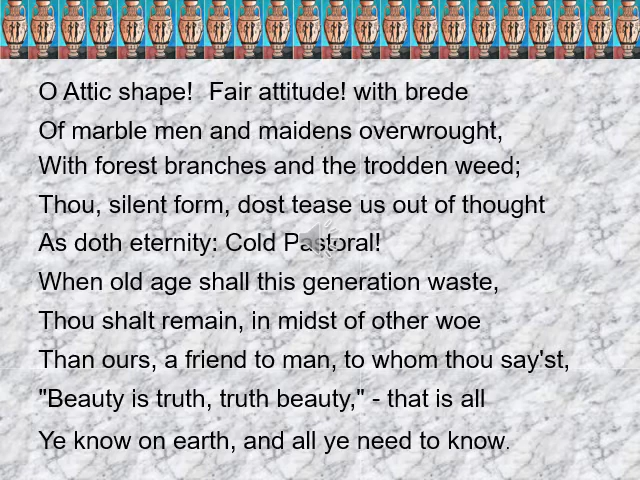 O Attic shape!  Fair attitude! with brede
Of marble men and maidens overwrought,
With forest branches and the trodden weed;
Thou, silent form, dost tease us out of thought
As doth eternity: Cold Pastoral!
When old age shall this generation waste,
Thou shalt remain, in midst of other woe
Than ours, a friend to man, to whom thou say'st,
"Beauty is truth, truth beauty," - that is all
Ye know on earth, and all ye need to know.